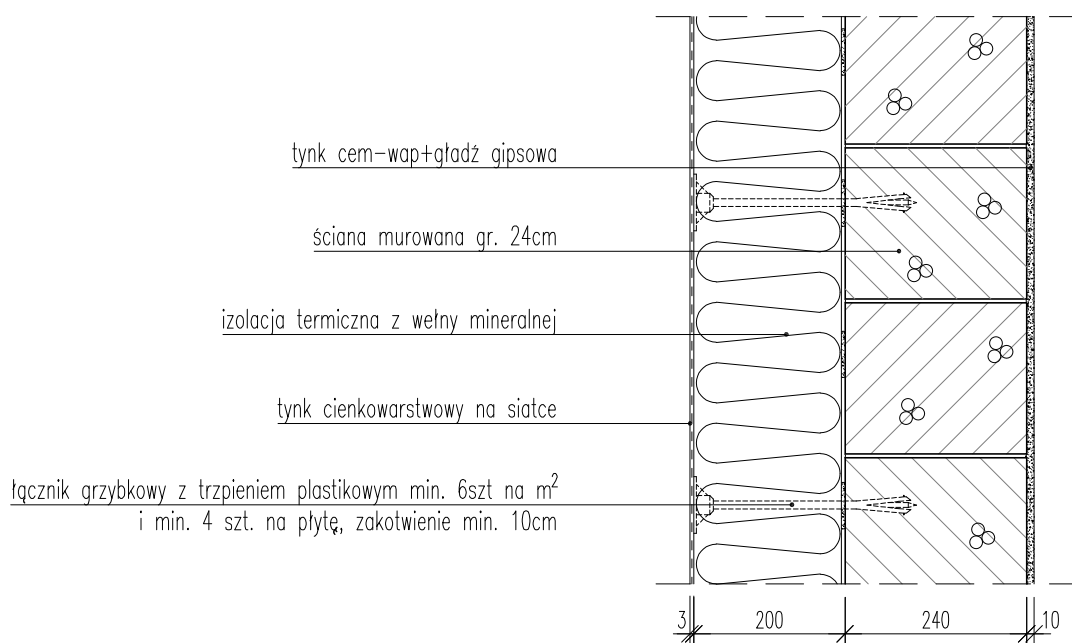 tynk cem-wap+gładź gipsowa
ściana murowana gr. 24cm
izolacja termiczna z wełny mineralnej
tynk cienkowarstwowy na siatce
łącznik grzybkowy z trzpieniem plastikowym min. 6szt na m²
i min. 4 szt. na płytę, zakotwienie min. 10cm
3 200 240 10